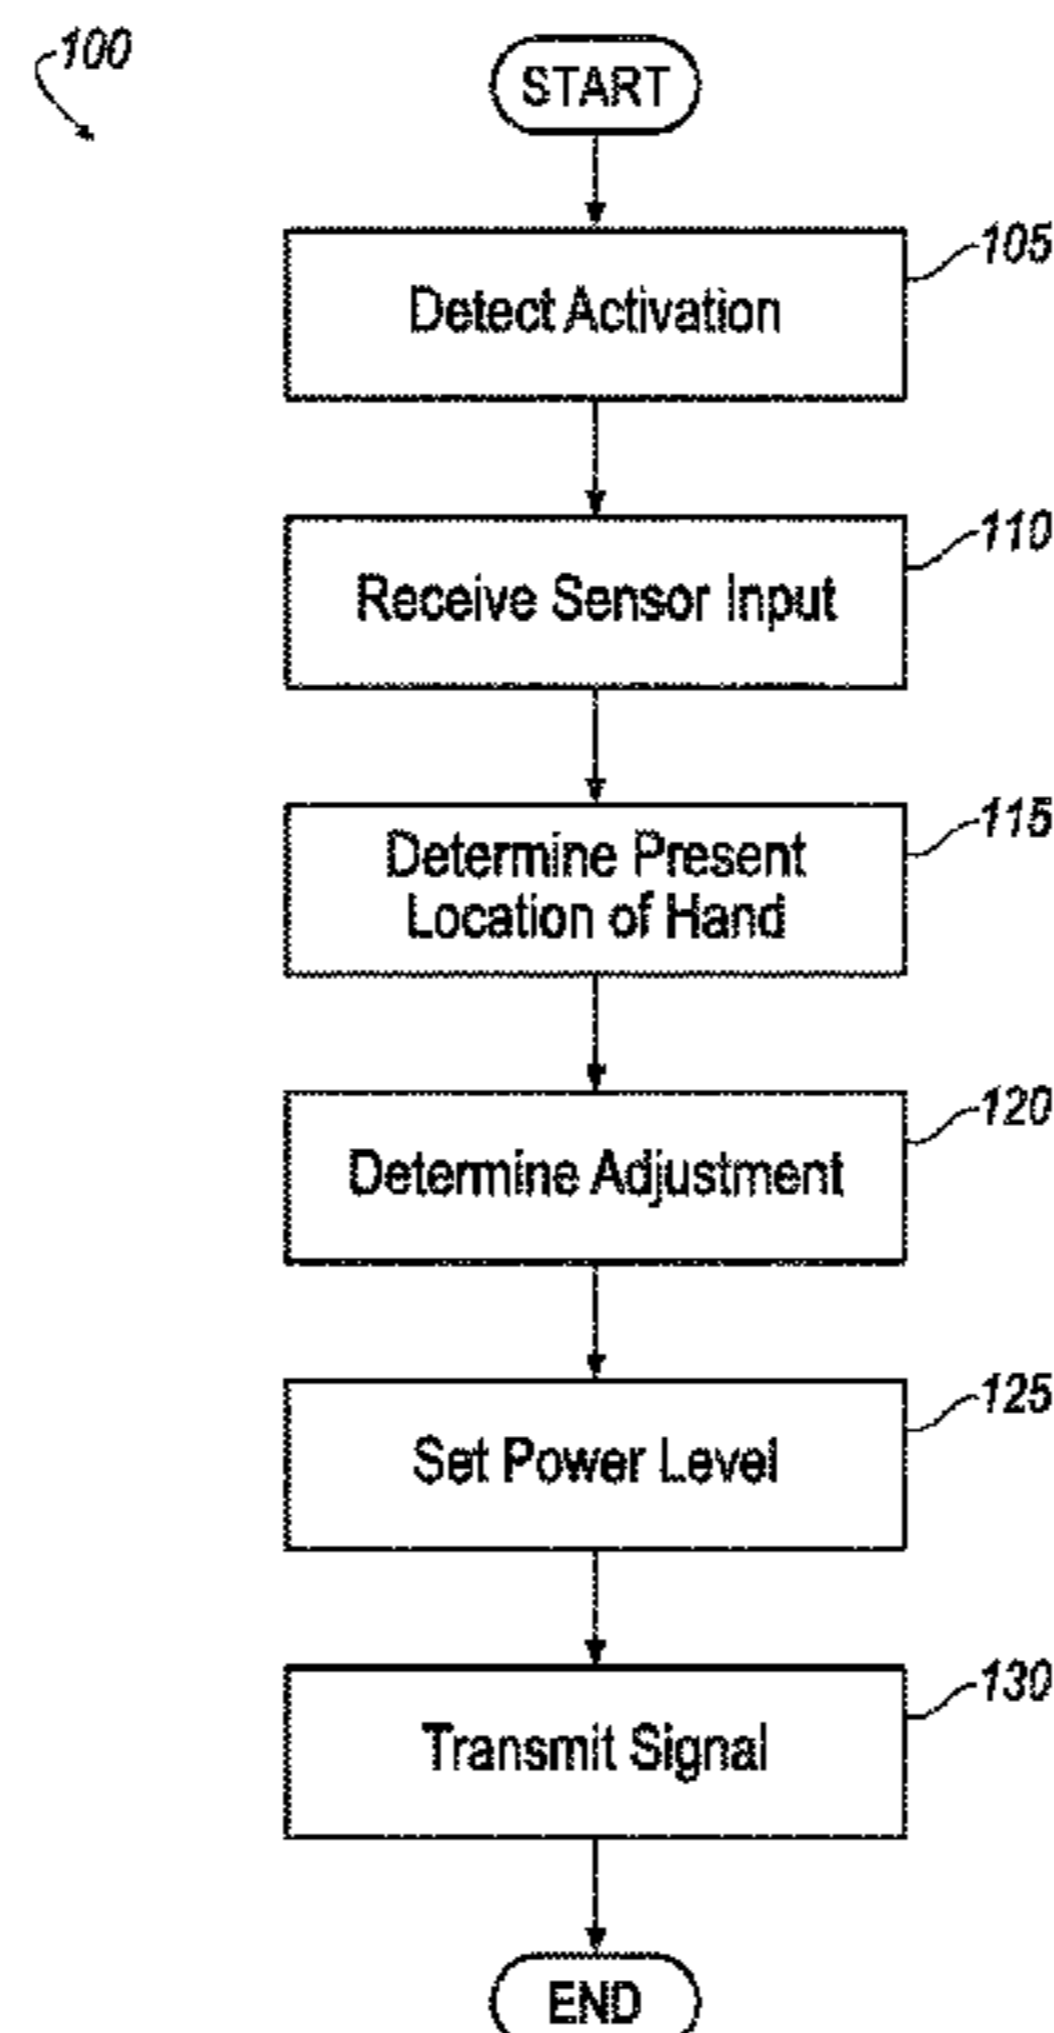 100
START
105
Detect Activation
110
Receive Sensor Input
115
Determine Present
Location of Hand
120
Determine Adjustment
125
Set Power Level
130
Transmit Signal
END